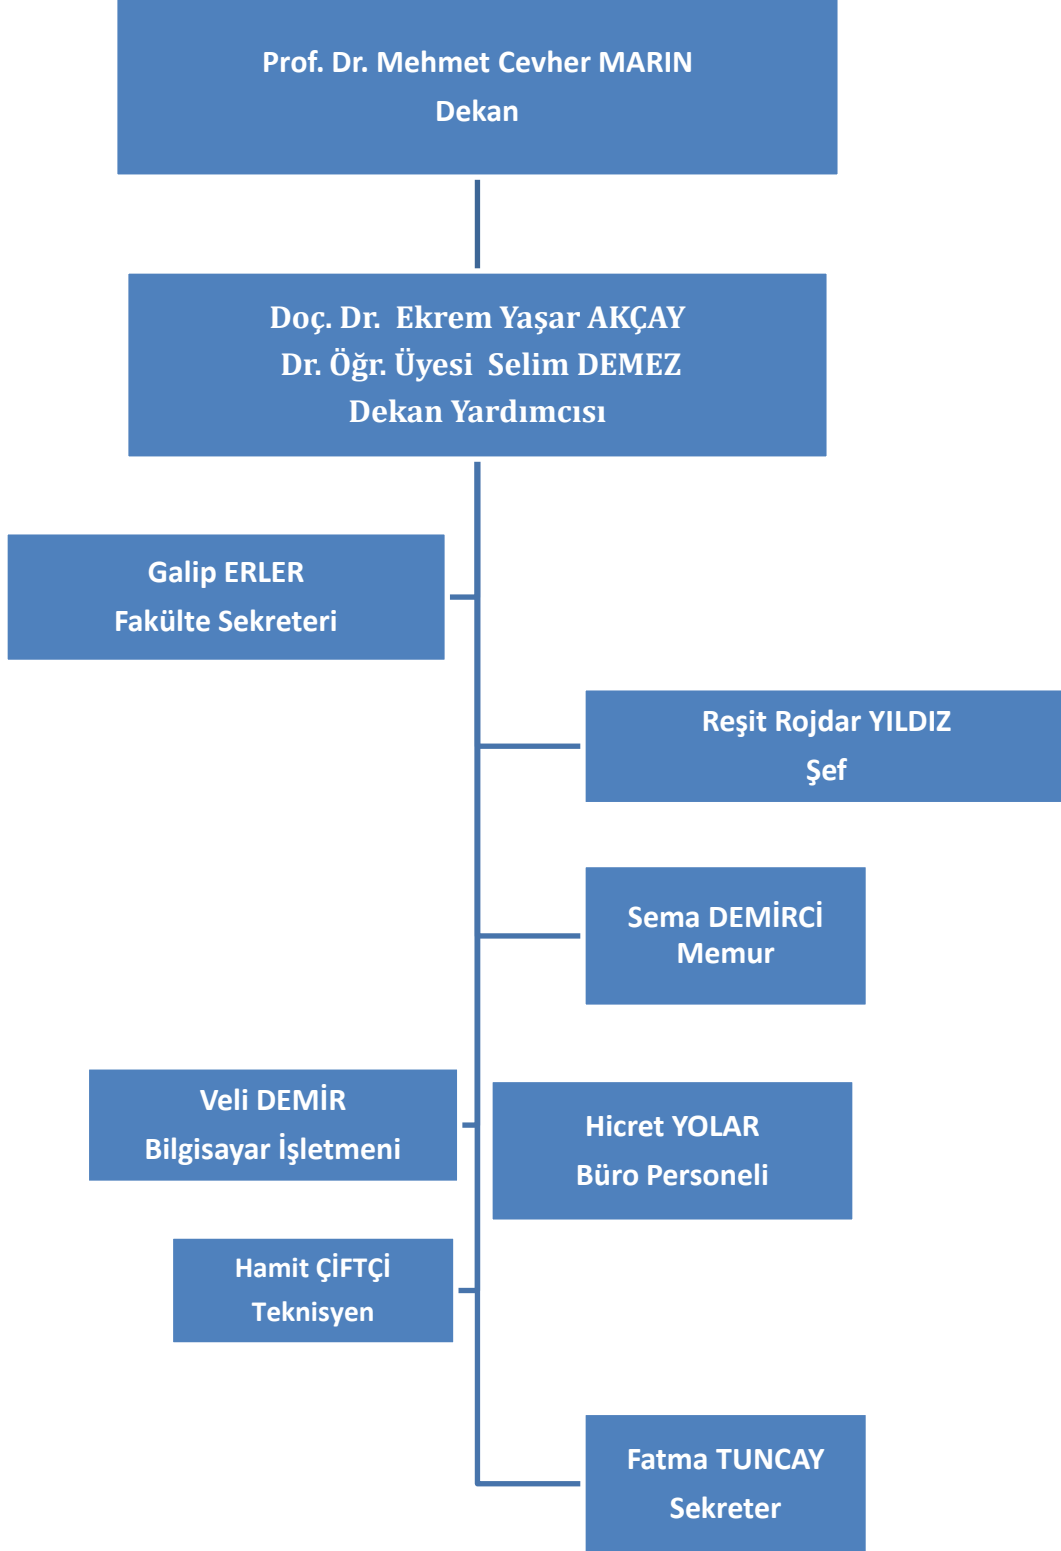 Prof. Dr. Mehmet Cevher MARIN
Dekan
Doç. Dr. Ekrem Yaşar AKÇAY
Dr. Öğr. Üyesi Selim DEMEZ
Dekan Yardımcısı
Galip ERLER
Fakülte Sekreteri
Reşit Rojdar YILDIZ
Şef
Sema DEMİRCİ
Memur
Veli DEMİR
Bilgisayar İşletmeni
Hicret YOLAR
Büro Personeli
Hamit ÇİFTÇİ
Teknisyen
Fatma TUNCAY
Sekreter